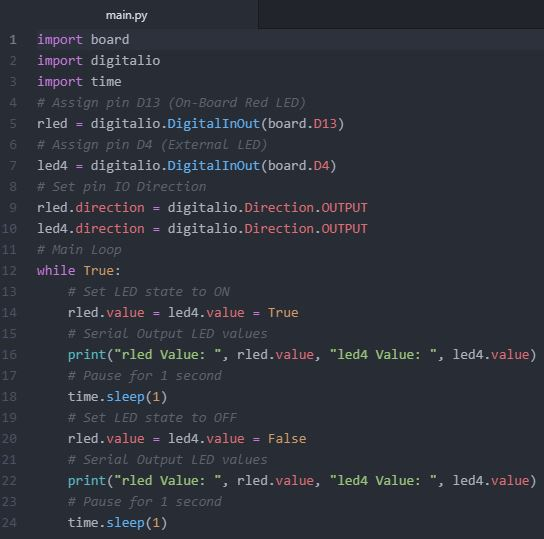 main.py
1 import board
2 import digitalio
3 import time
4 # Assign pin D13 (On-Board Red LED)
5 rled = digitalio.DigitalInOut(board.D13)
6 # Assign pin D4 (External LED)
7 led4 = digitalio.DigitalInOut(board.D4)
8 # Set pin IO Direction
9 rled.direction = digitalio.Direction.OUTPUT
10 led4.direction = digitalio.Direction.OUTPUT
11 # Main Loop
12 while True:
13     # Set LED state to ON
14     rled.value = led4.value = True
15     # Serial Output LED values
16     print("rled Value: ", rled.value, "led4 Value: ", led4.value)
17     # Pause for 1 second
18     time.sleep(1)
19     # Set LED state to OFF
20     rled.value = led4.value = False
21     # Serial Output LED values
22     print("rled Value: ", rled.value, "led4 Value: ", led4.value)
23     # Pause for 1 second
24     time.sleep(1)